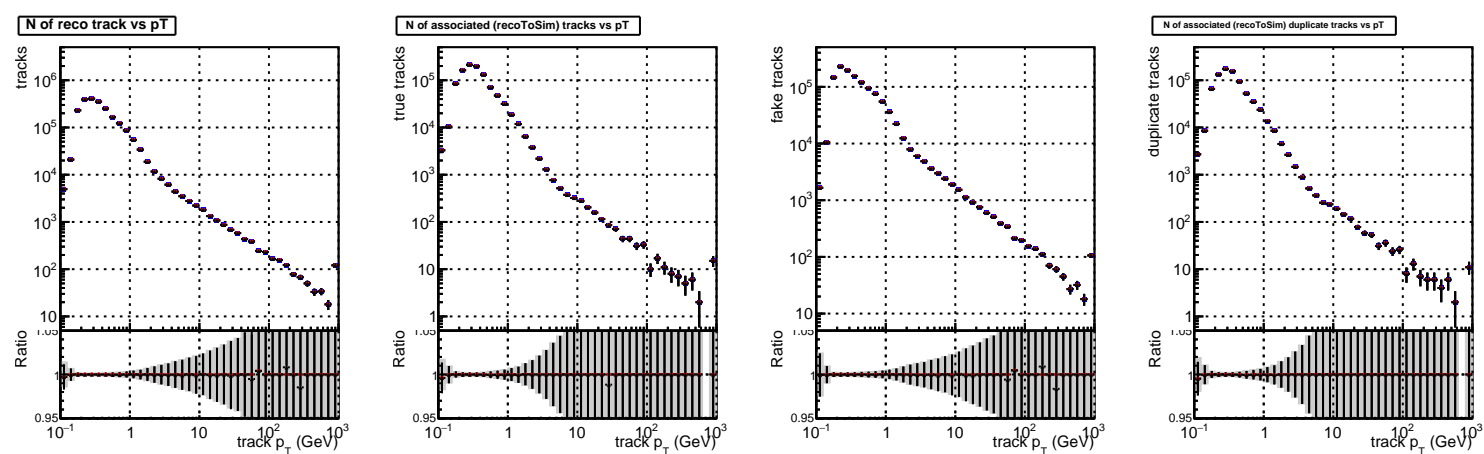 N of reco track vs pT
tracks
10^6
10^5
10^4
10^3
10^2
10
Ratio
1.05
1
0.95
10^-1 1 10 10^2 10^3
track p_T (GeV)
N of associated (recoToSim) tracks vs pT
true tracks
10^5
10^4
10^3
10^2
10
1
Ratio
1.05
1
0.95
10^-1 1 10 10^2 10^3
track p_T (GeV)
fake tracks
10^5
10^4
10^3
10^2
10
Ratio
1.05
1
0.95
10^-1 1 10 10^2 10^3
track p_T (GeV)
N of associated (recoToSim) duplicate tracks vs pT
duplicate tracks
10^5
10^4
10^3
10^2
10
1
Ratio
1.05
1
0.95
10^-1 1 10 10^2 10^3
track p_T (GeV)